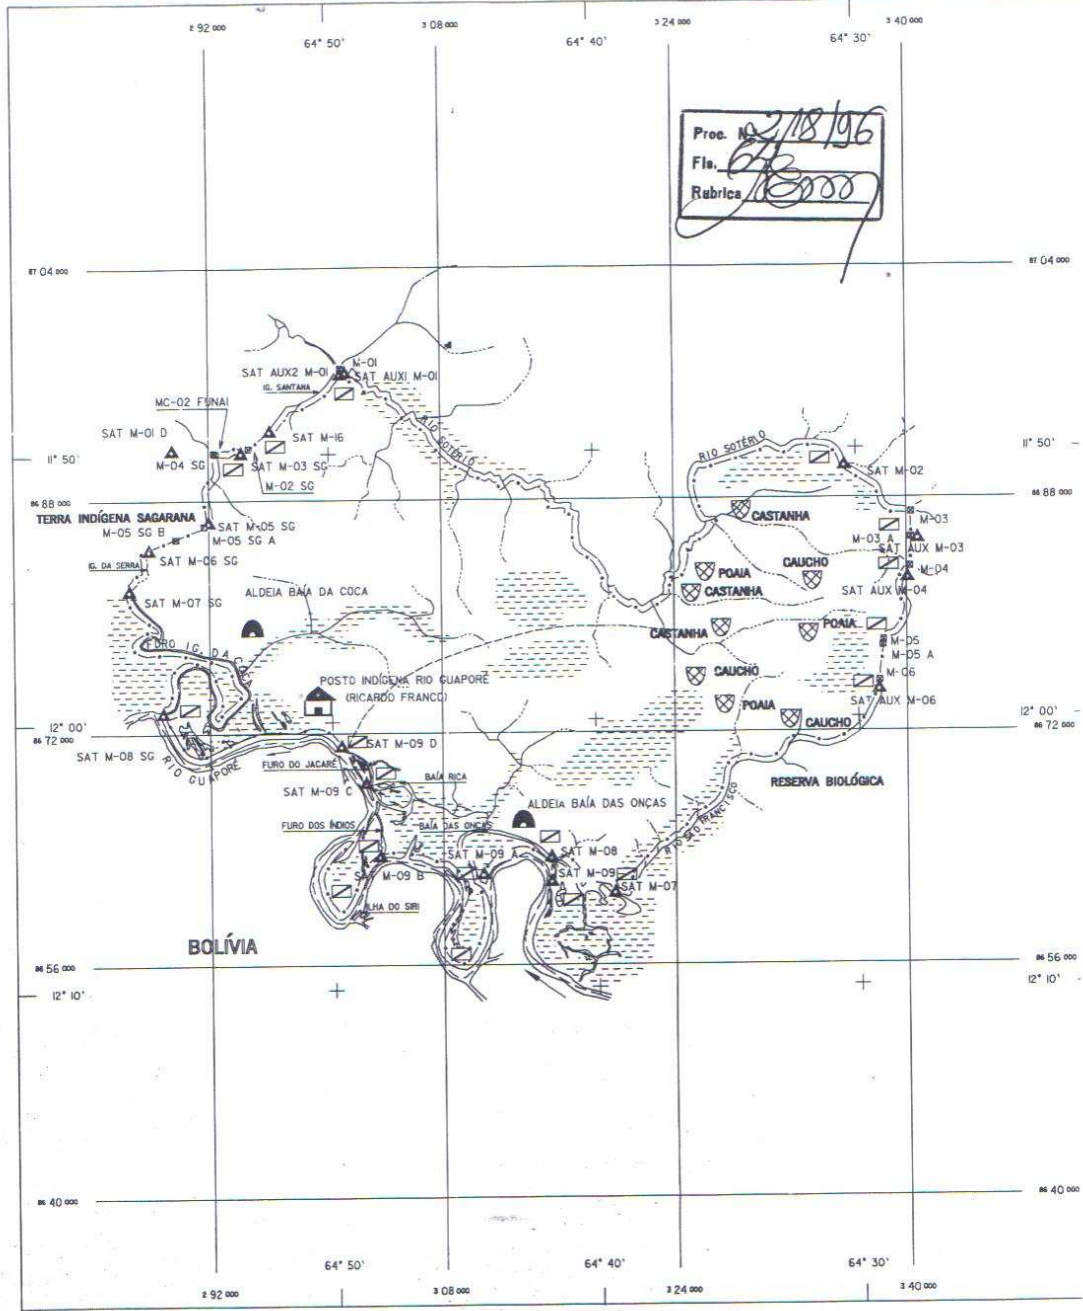 2 92 000
64° 50'
3 08 000
64° 40'
3 24 000
64° 30'
3 40 000
Proc. N 218/96
Fls.
Rubrica
87 04 000
87 04 000
M-01
SAT AUX2 M-01
SAT AUX1 M-01
IG. SANTANA
MC-02 FUNAI
SAT M-01 D
SAT M-16
RIO SOTÉRIO
RIO SOTÉRIO
11° 50'
11° 50'
M-04 SG
SAT M-03 SG
SAT M-02
M-02 SG
86 88 000
86 88 000
TERRA INDÍGENA SAGARANA
SAT M-05 SG
CASTANHA
M-03
M-05 SG B
M-05 SG A
M-03 A
SAT AUX M-03
SAT M-06 SG
CAUCHO
IG. DA SERRA
POAIA
M-04
ALDEIA BAÍA DA COCA
CASTANHA
SAT AUX M-04
SAT M-07 SG
CASTANHA
POAIA
M-05
FURO IG. DA COCA
M-05 A
CAUCHO
M-06
POSTO INDÍGENA RIO GUAPORÉ
(RICARDO FRANCO)
POAIA
SAT AUX M-06
CAUCHO
12° 00'
12° 00'
86 72 000
86 72 000
SAT M-08 SG
SAT M-09 D
RIO GUAPORÉ
FURO DO JACARÉ
BAÍA RICA
RESERVA BIOLÓGICA
SAT M-09 C
ALDEIA BAÍA DAS ONÇAS
RIO SÃO FRANCISCO
FURO DOS ÍNDIOS
BAÍA DAS ONÇAS
SAT M-09 A
SAT M-08
SAT M-09 B
SAT M-09
SAT M-07
ILHA DO SIRI
BOLÍVIA
86 56 000
86 56 000
12° 10'
12° 10'
86 40 000
86 40 000
64° 50'
64° 40'
64° 30'
2 92 000
3 08 000
3 24 000
3 40 000